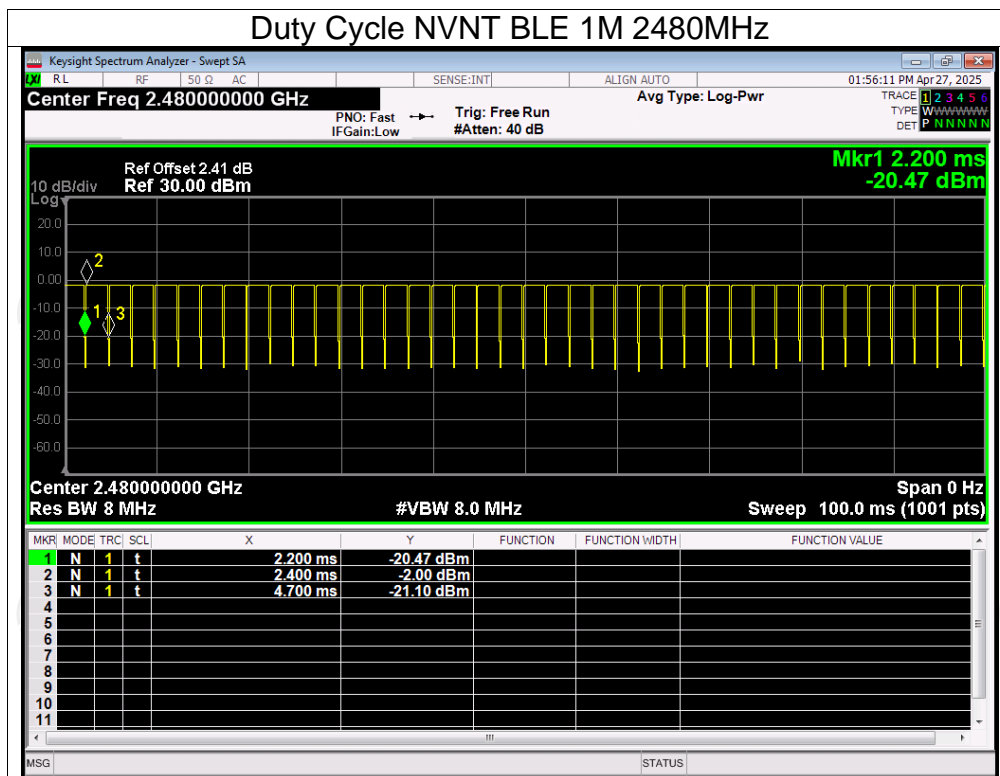 Duty Cycle NVNT BLE 1M 2480MHz
Keysight Spectrum Analyzer - Swept SA
LXI RL RF 50 Ω AC SENSE:INT ALIGN AUTO 01:56:11 PM Apr 27, 2025
Center Freq 2.480000000 GHz Avg Type: Log-Pwr TRACE 1 2 3 4 5 6
PNO: Fast Trig: Free Run TYPE WWWWWW
IFGain:Low #Atten: 40 dB DET P N N N N N
Mkr1 2.200 ms
Ref Offset 2.41 dB
10 dB/div Ref 30.00 dBm -20.47 dBm
Log
20.0
10.0
2
0.00
-10.0
1 3
-20.0
-30.0
-40.0
-50.0
-60.0
Center 2.480000000 GHz Span 0 Hz
Res BW 8 MHz #VBW 8.0 MHz Sweep 100.0 ms (1001 pts)
MKR MODE TRC SCL X Y FUNCTION FUNCTION WIDTH FUNCTION VALUE
1 N 1 t 2.200 ms -20.47 dBm
2 N 1 t 2.400 ms -2.00 dBm
3 N 1 t 4.700 ms -21.10 dBm
4
5
6
7
8
9
10
11
MSG STATUS